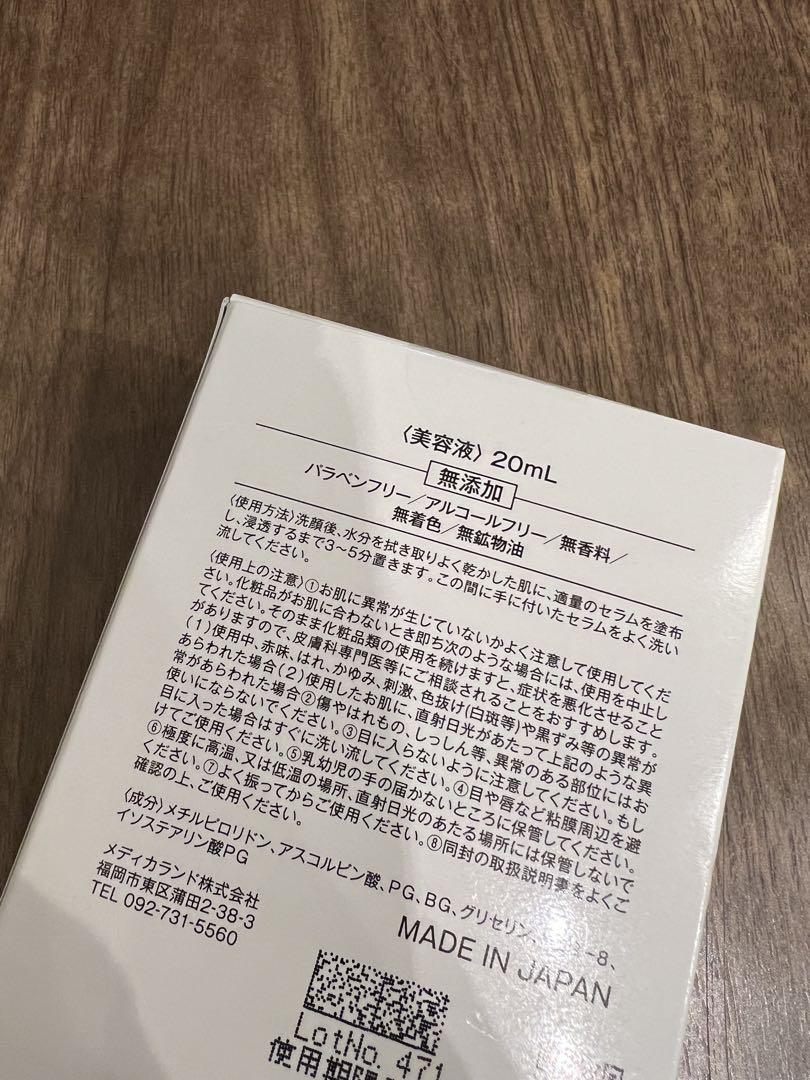 〈美容液〉 20mL
無添加
パラベンフリー／アルコールフリー／無香料／
無着色／無鉱物油
〈使用方法〉洗顔後、水分を拭き取りよく乾かした肌に、適量のセラムを塗布
し、浸透するまで3〜5分置きます。この間に手に付いたセラムをよく洗い
流してください。
〈使用上の注意〉①お肌に異常が生じていないかよく注意して使用してくだ
さい。化粧品がお肌に合わないとき即ち次のような場合には、使用を中止し
てください。そのまま化粧品類の使用を続けますと、症状を悪化させること
がありますので、皮膚科専門医等にご相談されることをおすすめします。
(1)使用中、赤味、はれ、かゆみ、刺激、色抜け(白斑等)や黒ずみ等の異常が
あらわれた場合(2)使用したお肌に、直射日光があたって上記のような異
常があらわれた場合②傷やはれもの、しっしん等、異常のある部位にはお
使いにならないでください。③目に入らないように注意してください。もし
目に入った場合はすぐに洗い流してください。④目や唇など粘膜周辺を避
けてご使用ください。⑤乳幼児の手の届かないところに保管してください。
⑥極度に高温、又は低温の場所、直射日光のあたる場所には保管しないで
ください。⑦よく振ってからご使用ください。⑧同封の取扱説明書をよくご
確認の上、ご使用ください。
〈成分〉メチルピロリドン、アスコルビン酸、PG、BG、グリセリン、-8、
イソステアリン酸PG
メディカランド株式会社
福岡市東区蒲田2-38-3
TEL 092-731-5560
MADE IN JAPAN
LotNo. 471
使用期限